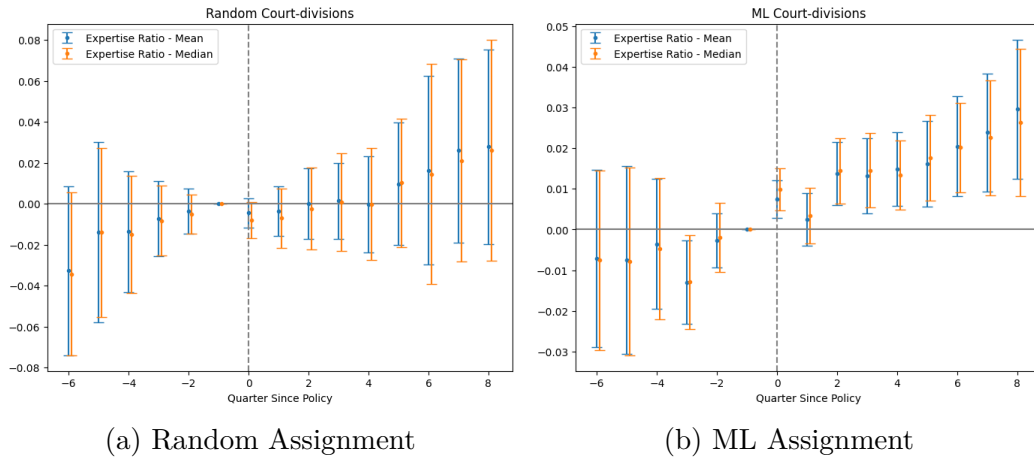 Random Court-divisions
Expertise Ratio - Mean
Expertise Ratio - Median
0.08
0.06
0.04
0.02
0.00
−0.02
−0.04
−0.06
−0.08
−6 −4 −2 0 2 4 6 8
Quarter Since Policy
(a) Random Assignment
ML Court-divisions
Expertise Ratio - Mean
Expertise Ratio - Median
0.05
0.04
0.03
0.02
0.01
0.00
−0.01
−0.02
−0.03
−6 −4 −2 0 2 4 6 8
Quarter Since Policy
(b) ML Assignment